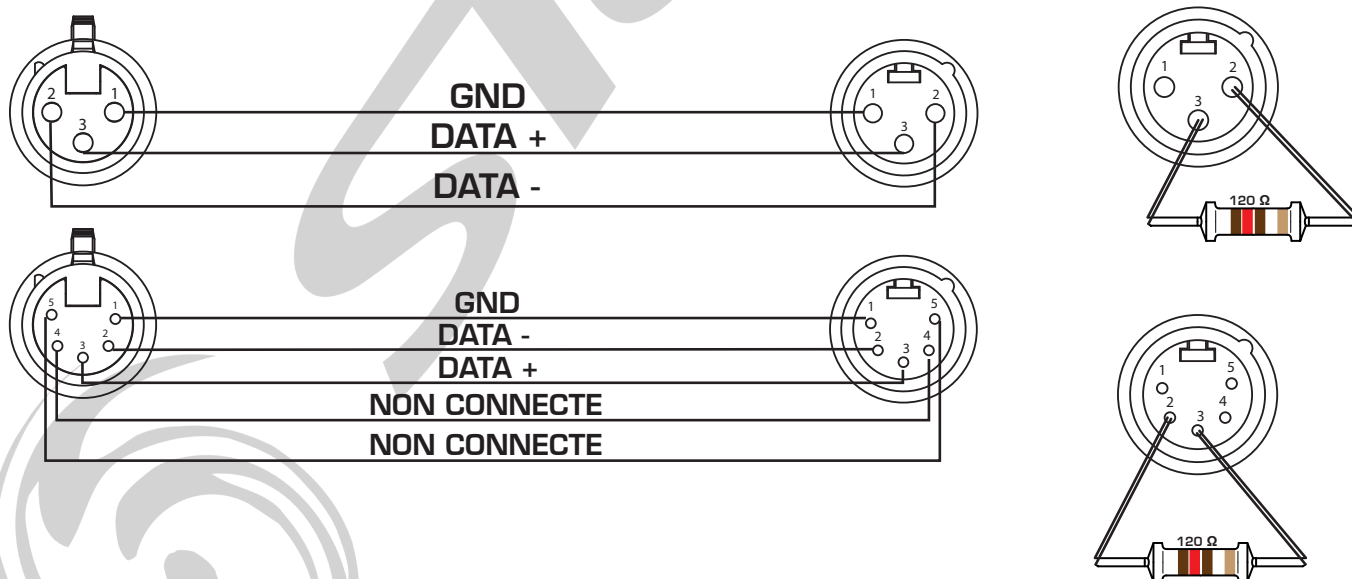 2 1 GND 1 2
3 DATA + 3
DATA -
1 2
3
120 Ω
5 1 GND 1 5
4 2 DATA - 2 4
3 DATA + 3
NON CONNECTE
NON CONNECTE
1 5
2 3 4
120 Ω